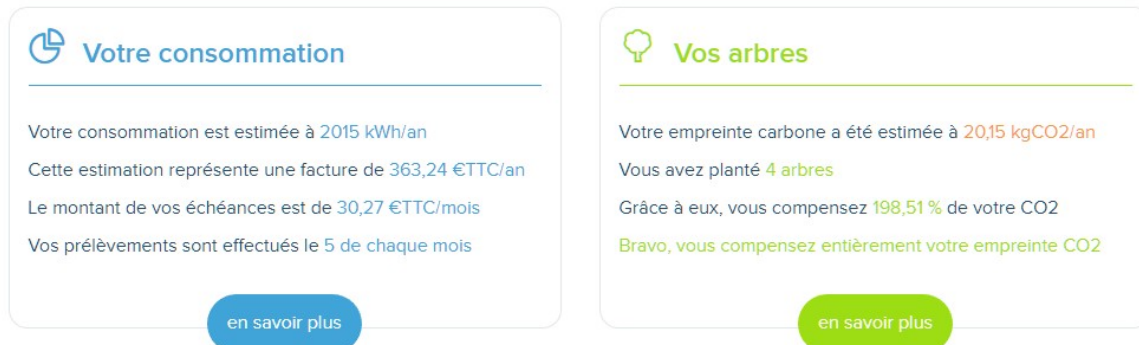 Votre consommation
Votre consommation est estimée à 2015 kWh/an
Cette estimation représente une facture de 363,24 €TTC/an
Le montant de vos échéances est de 30,27 €TTC/mois
Vos prélèvements sont effectués le 5 de chaque mois
en savoir plus
Vos arbres
Votre empreinte carbone a été estimée à 20,15 kgCO2/an
Vous avez planté 4 arbres
Grâce à eux, vous compensez 198,51 % de votre CO2
Bravo, vous compensez entièrement votre empreinte CO2
en savoir plus